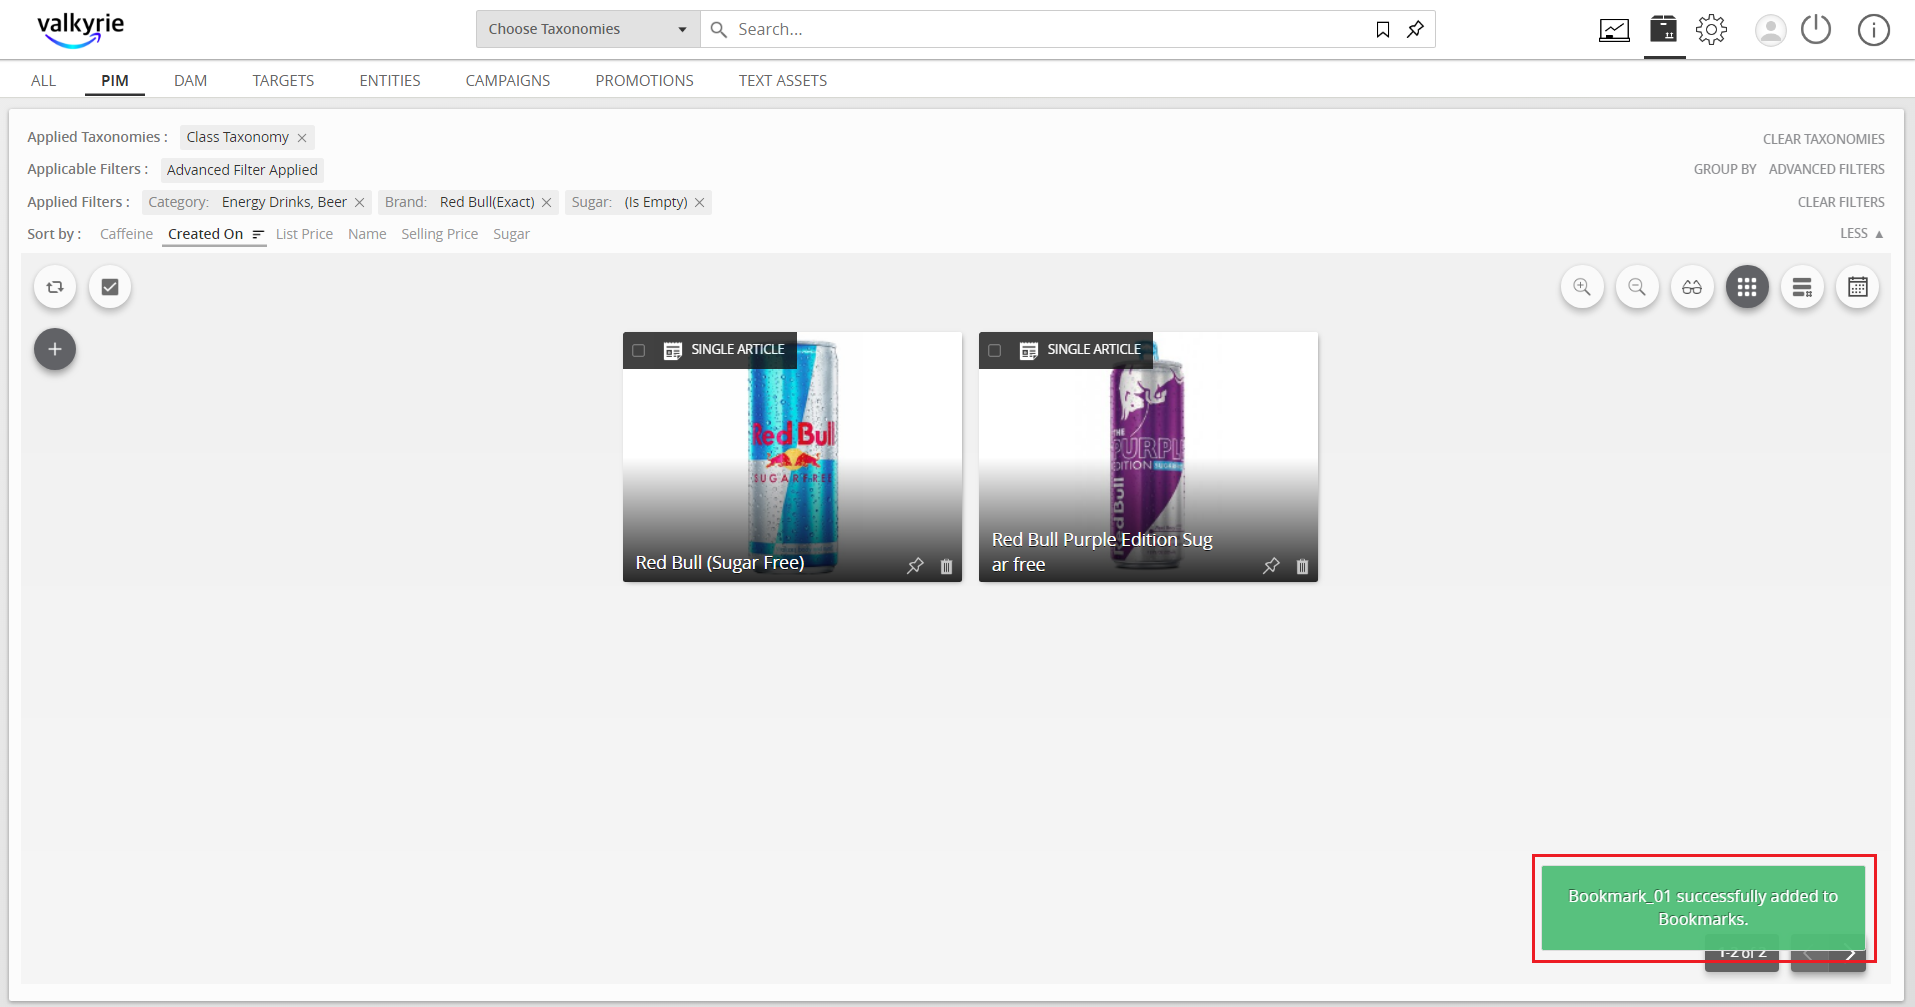 valkyrie
Choose Taxonomies
Search...
ALL PIM DAM TARGETS ENTITIES CAMPAIGNS PROMOTIONS TEXT ASSETS
Applied Taxonomies : Class Taxonomy CLEAR TAXONOMIES
Applicable Filters : Advanced Filter Applied GROUP BY ADVANCED FILTERS
Applied Filters : Category: Energy Drinks, Beer Brand: Red Bull(Exact) Sugar: (Is Empty) CLEAR FILTERS
Sort by : Caffeine Created On List Price Name Selling Price Sugar LESS
SINGLE ARTICLE
Red Bull
SUGARFREE
Red Bull (Sugar Free)
SINGLE ARTICLE
THE
PURPLE
EDITION
Red Bull
Red Bull Purple Edition Sug
ar free
Bookmark_01 successfully added to
Bookmarks.
1-2 of 2